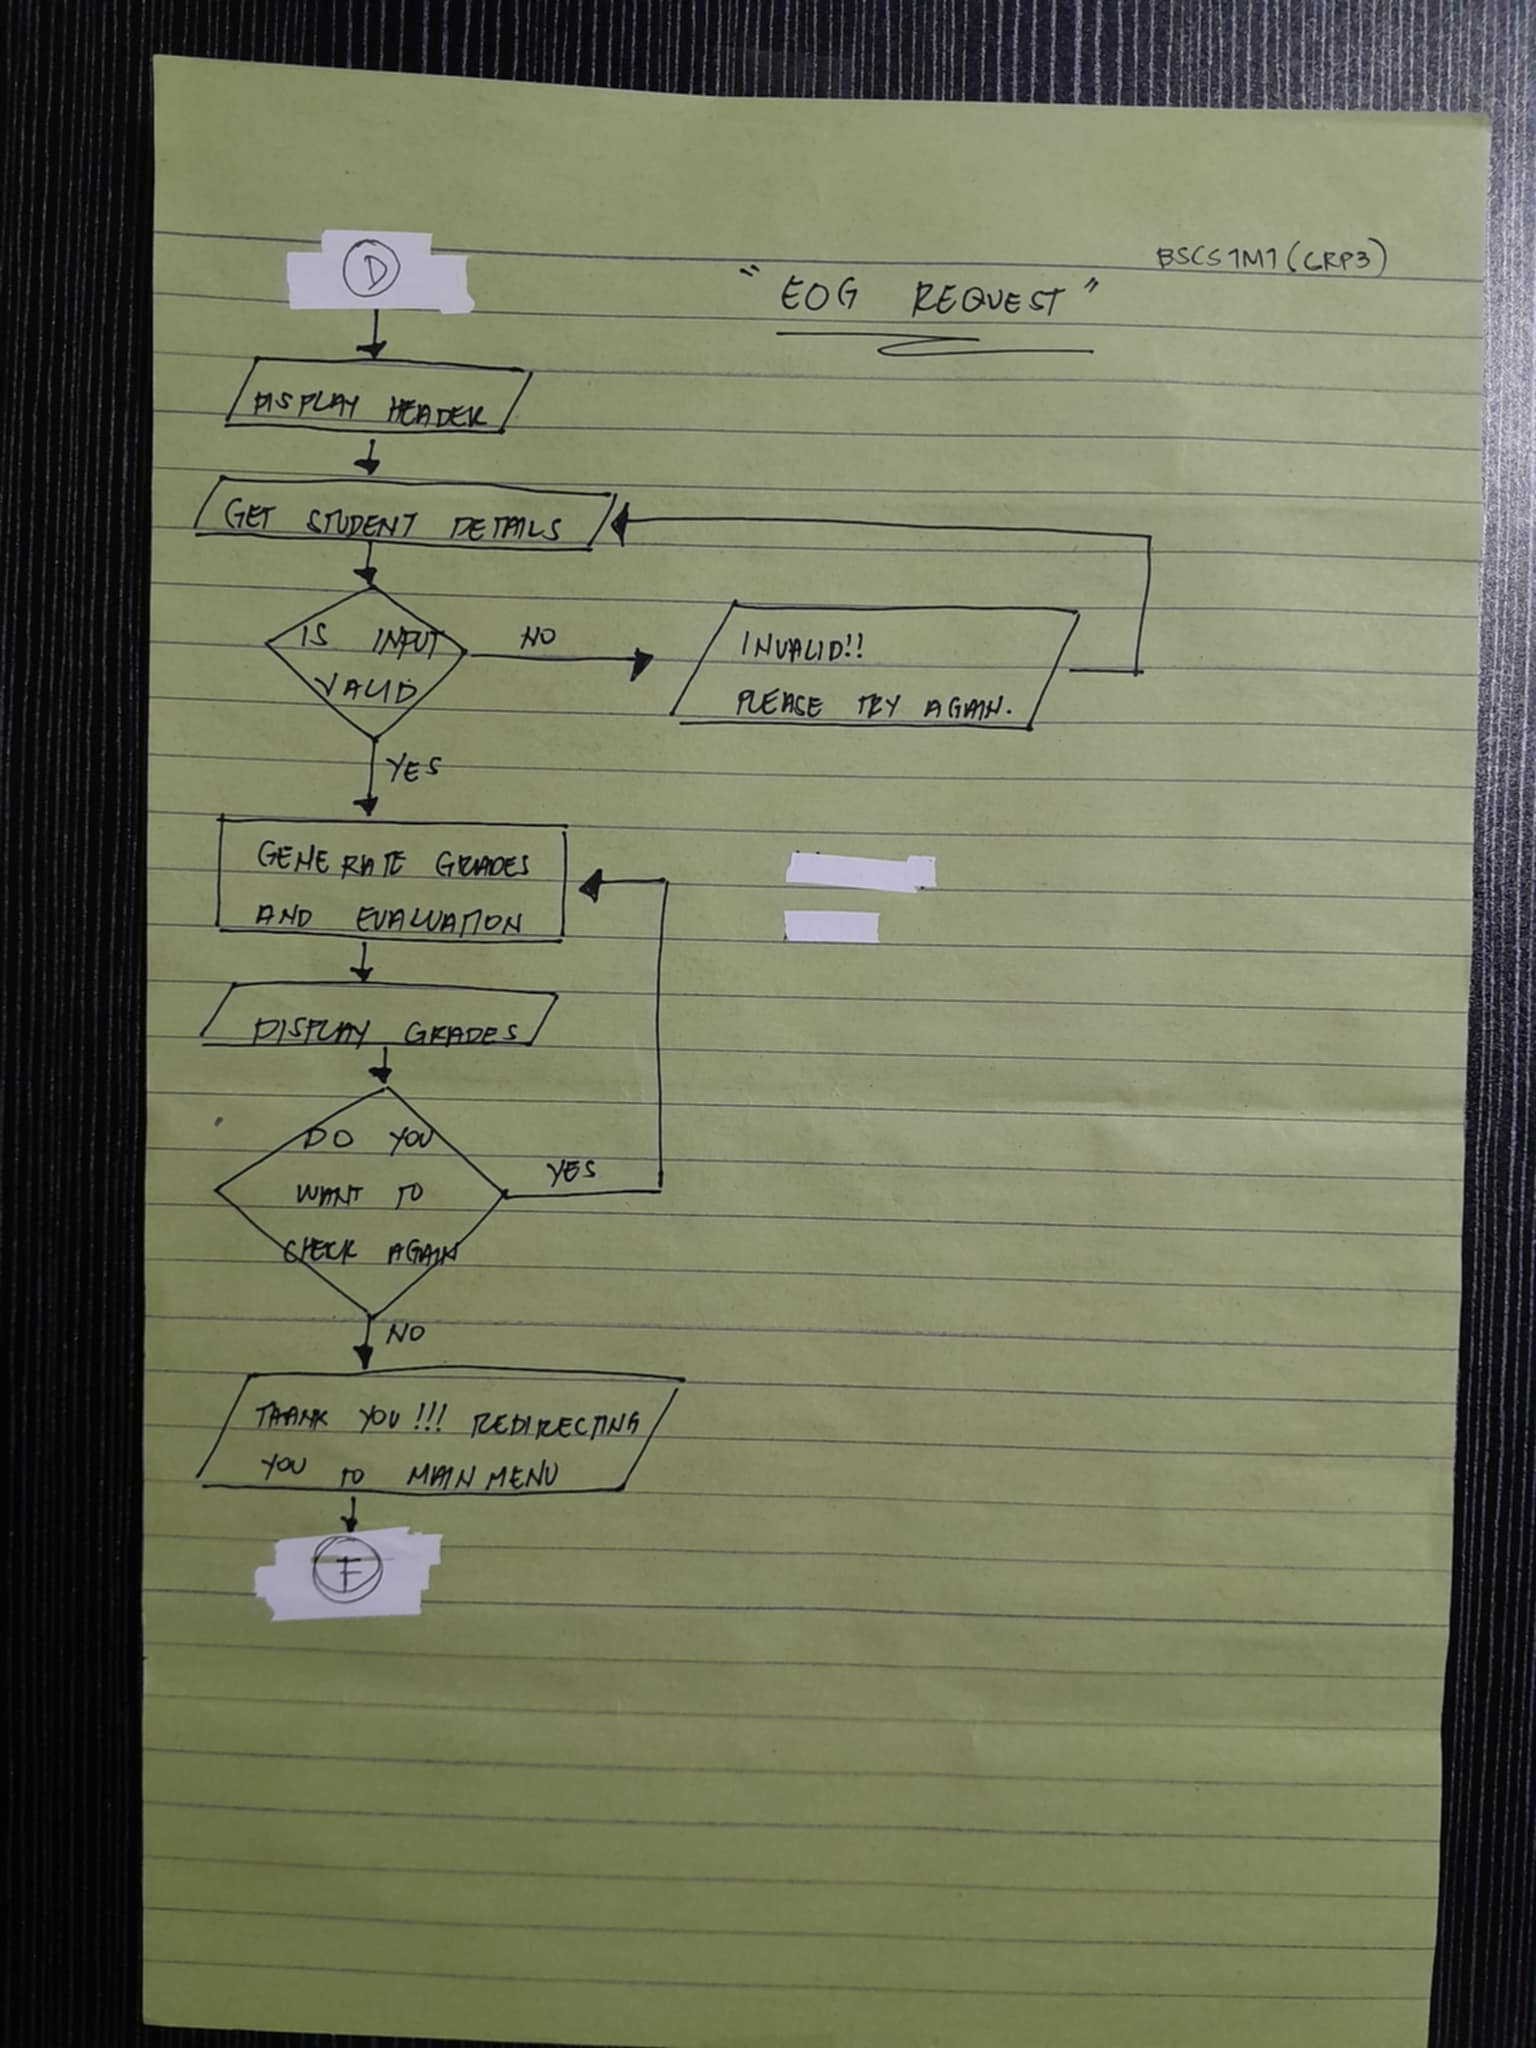 D
BSCS1M1 (GRP3)
"EOG REQUEST"
DISPLAY HEADER
GET STUDENT DETAILS
IS INPUT
VALID
NO
INVALID!!
PLEASE TRY AGAIN.
YES
GENERATE GRADES
AND EVALUATION
DISPLAY GRADES
DO YOU
WANT TO
CHECK AGAIN
YES
NO
THANK YOU!!! REDIRECTING
YOU TO MAIN MENU